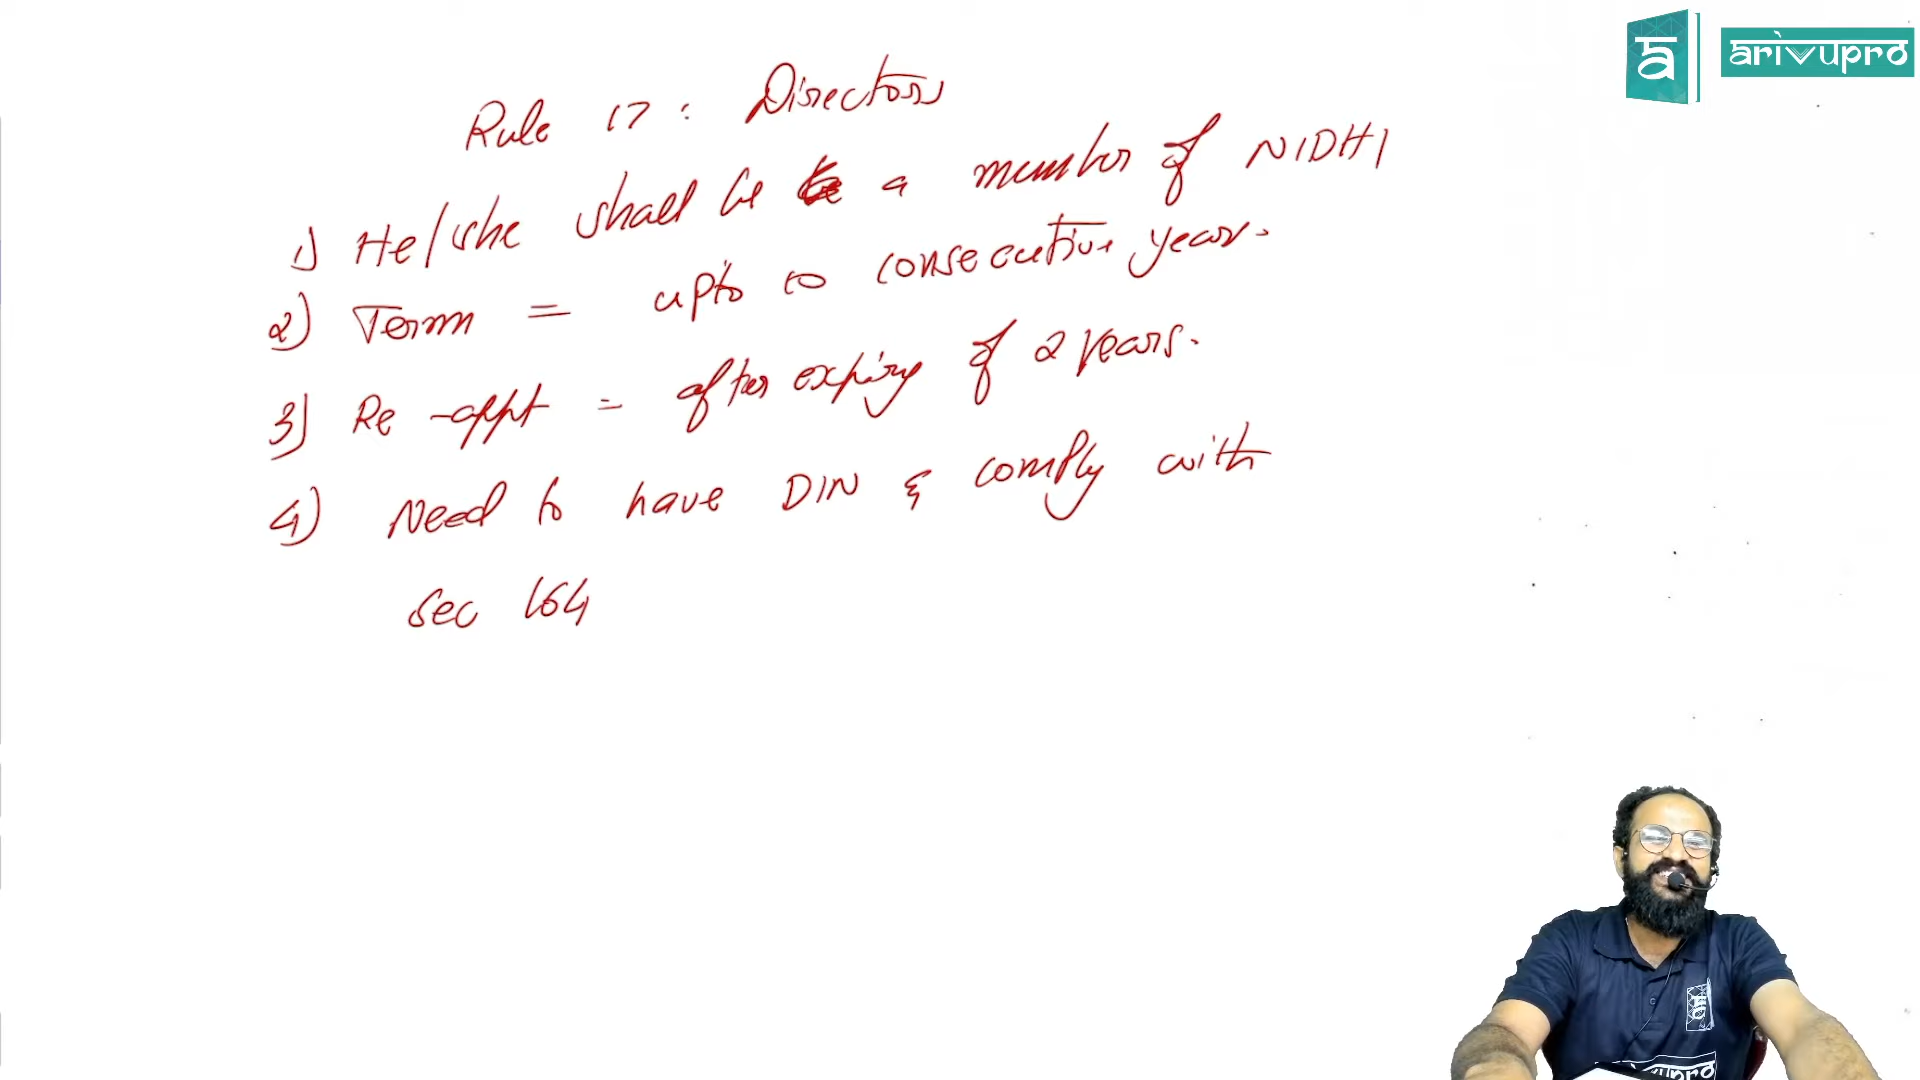 arivupro
Rule 17 : Directors
1) He/she shall be a member of NIDHI
2) Term = upto 10 consecutive years.
3) Re-appt = after expiry of 2 years.
4) Need to have DIN & comply with
sec 164